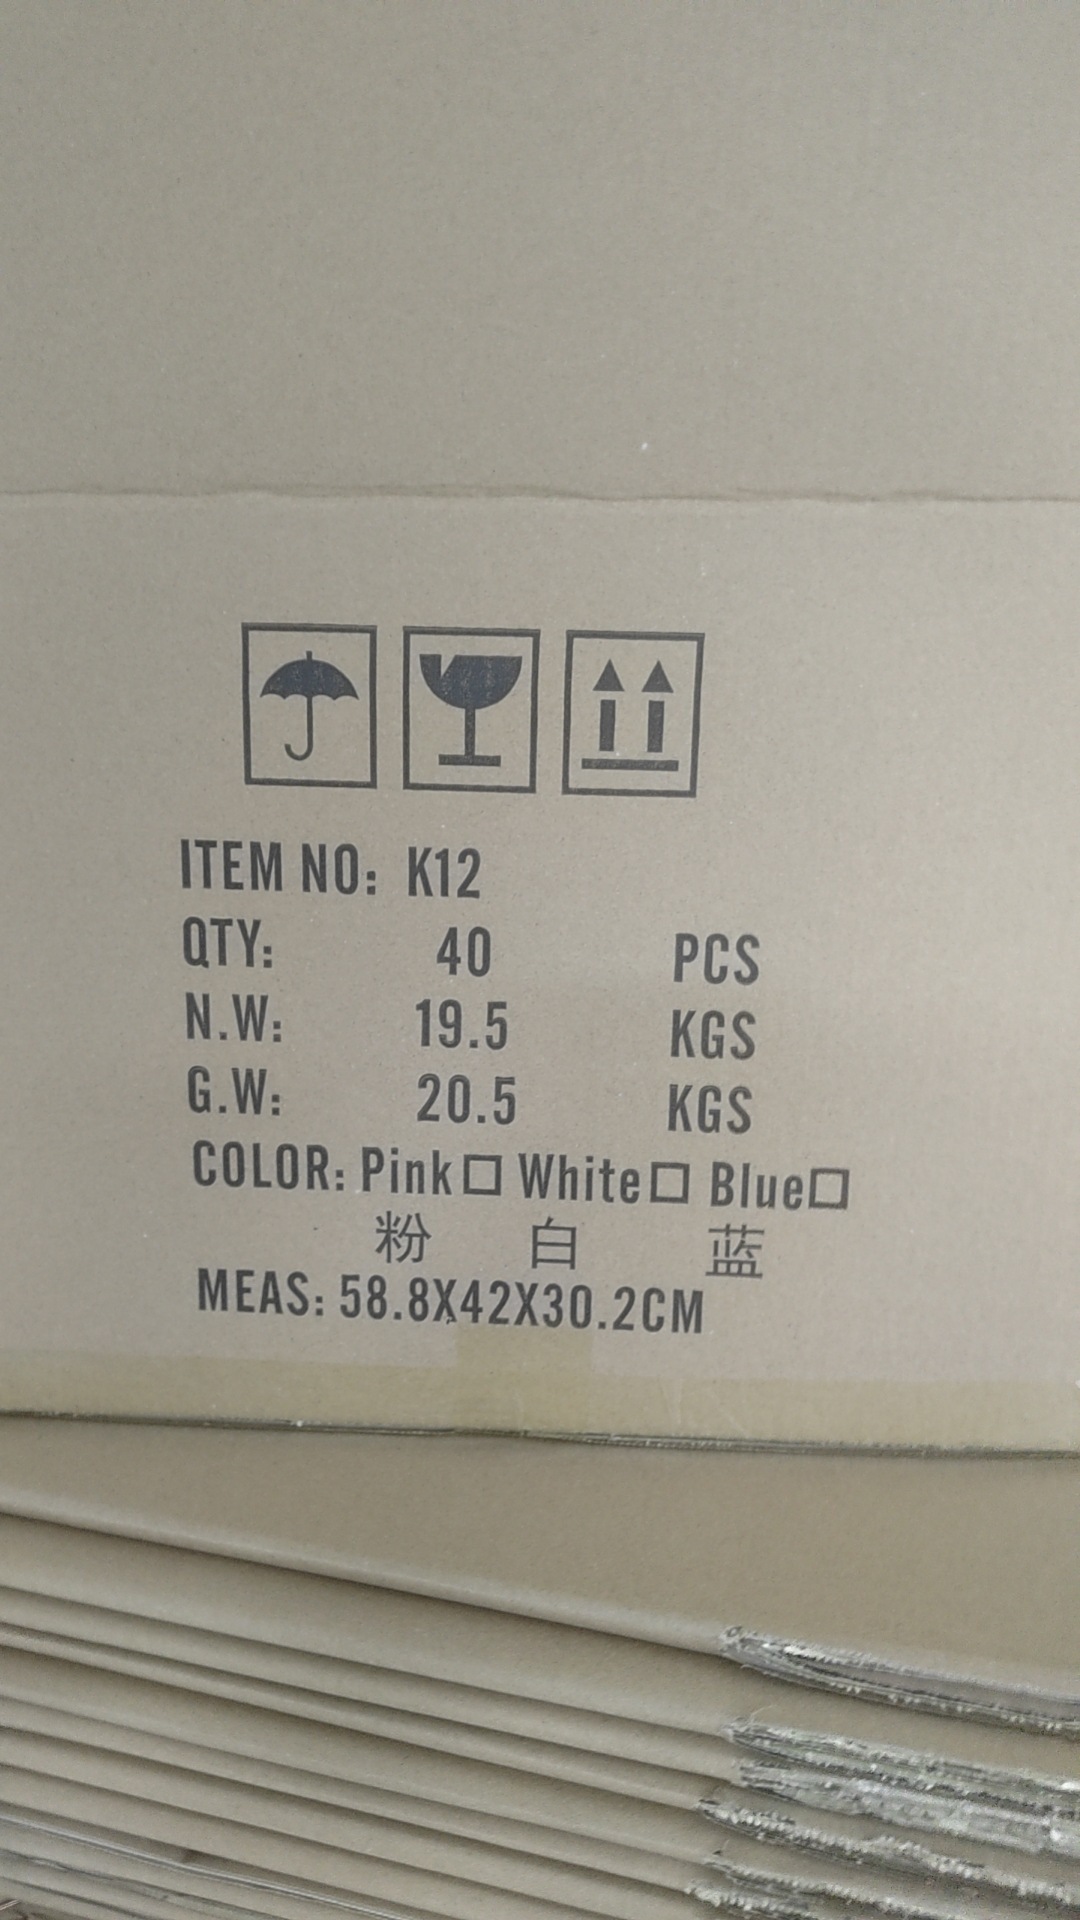 ITEM NO: K12
QTY: 40 PCS
N.W: 19.5 KGS
G.W: 20.5 KGS
COLOR: Pink□ White□ Blue□
粉 白 蓝
MEAS: 58.8X42X30.2CM